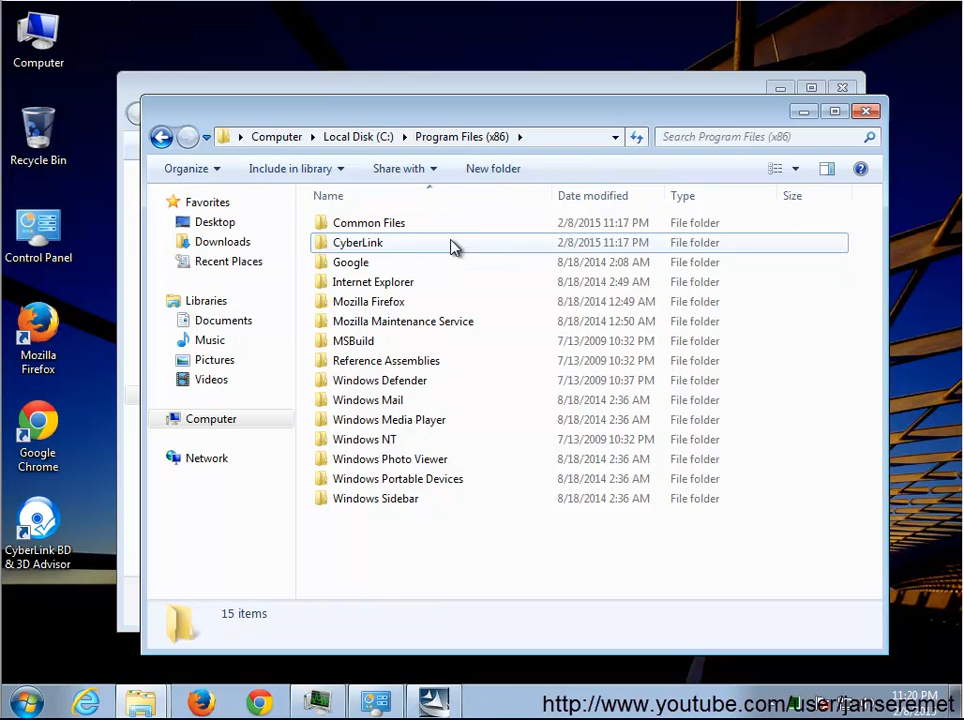 Computer
Recycle Bin
Control Panel
Mozilla
Firefox
Google
Chrome
CyberLink BD
& 3D Advisor
Computer Local Disk (C:) Program Files (x86)
Search Program Files (x86)
Organize Include in library Share with New folder
Name Date modified Type Size
Favorites
Desktop
Downloads
Recent Places
Libraries
Documents
Music
Pictures
Videos
Computer
Network
Common Files 2/8/2015 11:17 PM File folder
CyberLink 2/8/2015 11:17 PM File folder
Google 8/18/2014 2:08 AM File folder
Internet Explorer 8/18/2014 2:49 AM File folder
Mozilla Firefox 8/18/2014 12:49 AM File folder
Mozilla Maintenance Service 8/18/2014 12:50 AM File folder
MSBuild 7/13/2009 10:32 PM File folder
Reference Assemblies 7/13/2009 10:32 PM File folder
Windows Defender 7/13/2009 10:37 PM File folder
Windows Mail 8/18/2014 2:36 AM File folder
Windows Media Player 8/18/2014 2:36 AM File folder
Windows NT 7/13/2009 10:32 PM File folder
Windows Photo Viewer 8/18/2014 2:36 AM File folder
Windows Portable Devices 8/18/2014 2:36 AM File folder
Windows Sidebar 8/18/2014 2:36 AM File folder
15 items
11:20 PM
2/8/2015
http://www.youtube.com/user/ianseremet